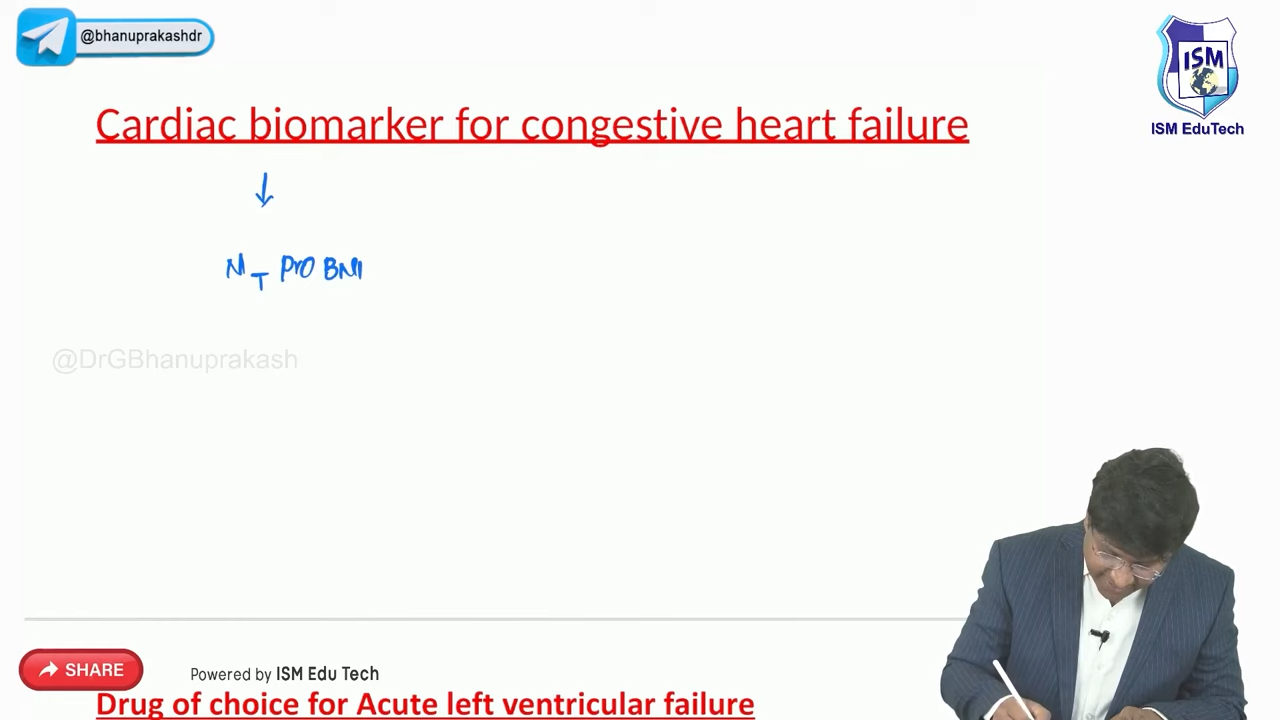 @bhanuprakashdr
ISM
ISM EduTech
Cardiac biomarker for congestive heart failure
↓
NT Pro BNI
@DrGBhanuprakash
SHARE
Powered by ISM Edu Tech
Drug of choice for Acute left ventricular failure